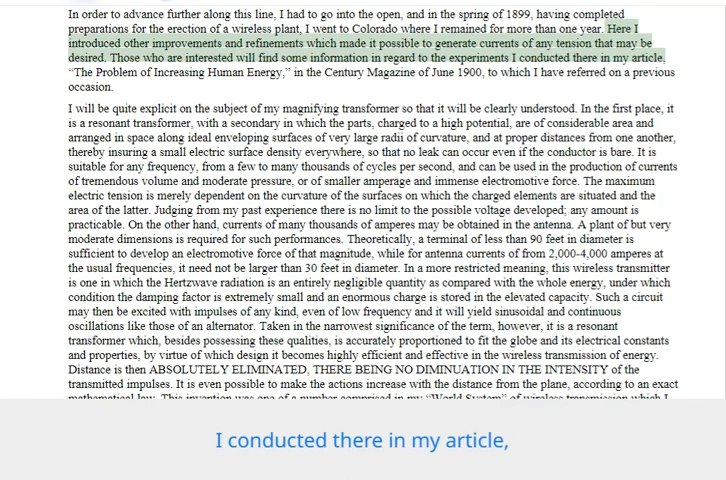 In order to advance further along this line, I had to go into the open, and in the spring of 1899, having completed
preparations for the erection of a wireless plant, I went to Colorado where I remained for more than one year. Here I
introduced other improvements and refinements which made it possible to generate currents of any tension that may be
desired. Those who are interested will find some information in regard to the experiments I conducted there in my article,
“The Problem of Increasing Human Energy,” in the Century Magazine of June 1900, to which I have referred on a previous
occasion.
I will be quite explicit on the subject of my magnifying transformer so that it will be clearly understood. In the first place, it
is a resonant transformer, with a secondary in which the parts, charged to a high potential, are of considerable area and
arranged in space along ideal enveloping surfaces of very large radii of curvature, and at proper distances from one another,
thereby insuring a small electric surface density everywhere, so that no leak can occur even if the conductor is bare. It is
suitable for any frequency, from a few to many thousands of cycles per second, and can be used in the production of currents
of tremendous volume and moderate pressure, or of smaller amperage and immense electromotive force. The maximum
electric tension is merely dependent on the curvature of the surfaces on which the charged elements are situated and the
area of the latter. Judging from my past experience there is no limit to the possible voltage developed; any amount is
practicable. On the other hand, currents of many thousands of amperes may be obtained in the antenna. A plant of but very
moderate dimensions is required for such performances. Theoretically, a terminal of less than 90 feet in diameter is
sufficient to develop an electromotive force of that magnitude, while for antenna currents of from 2,000-4,000 amperes at
the usual frequencies, it need not be larger than 30 feet in diameter. In a more restricted meaning, this wireless transmitter
is one in which the Hertzwave radiation is an entirely negligible quantity as compared with the whole energy, under which
condition the damping factor is extremely small and an enormous charge is stored in the elevated capacity. Such a circuit
may then be excited with impulses of any kind, even of low frequency and it will yield sinusoidal and continuous
oscillations like those of an alternator. Taken in the narrowest significance of the term, however, it is a resonant
transformer which, besides possessing these qualities, is accurately proportioned to fit the globe and its electrical constants
and properties, by virtue of which design it becomes highly efficient and effective in the wireless transmission of energy.
Distance is then ABSOLUTELY ELIMINATED, THERE BEING NO DIMINUATION IN THE INTENSITY of the
transmitted impulses. It is even possible to make the actions increase with the distance from the plane, according to an exact
mathematical law. This invention was one of a number comprised in my “World System” of wireless transmission which I
I conducted there in my article,